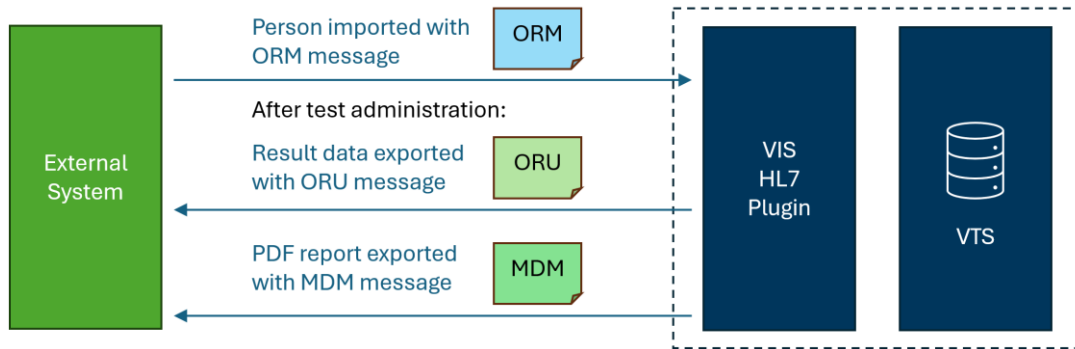 Person imported with
ORM message
ORM
After test administration:
External
System
Result data exported
with ORU message
ORU
VIS
HL7
Plugin
VTS
PDF report exported
with MDM message
MDM